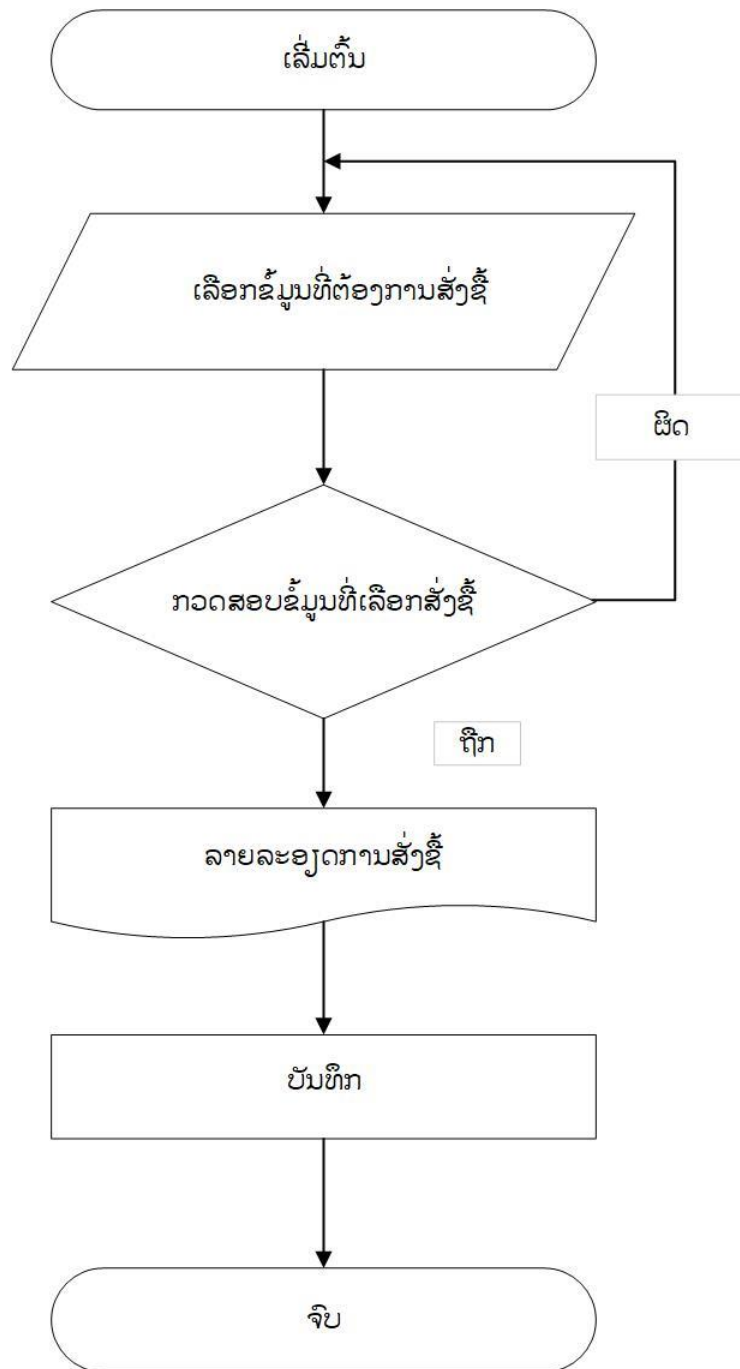 ເລີ່ມຕົ້ນ
ເລືອກຂໍ້ມູນທີ່ຕ້ອງການສັ່ງຊື້
ຜິດ
ກວດສອບຂໍ້ມູນທີ່ເລືອກສັ່ງຊື້
ຖືກ
ລາຍລະອຽດການສັ່ງຊື້
ບັນທຶກ
ຈົບ